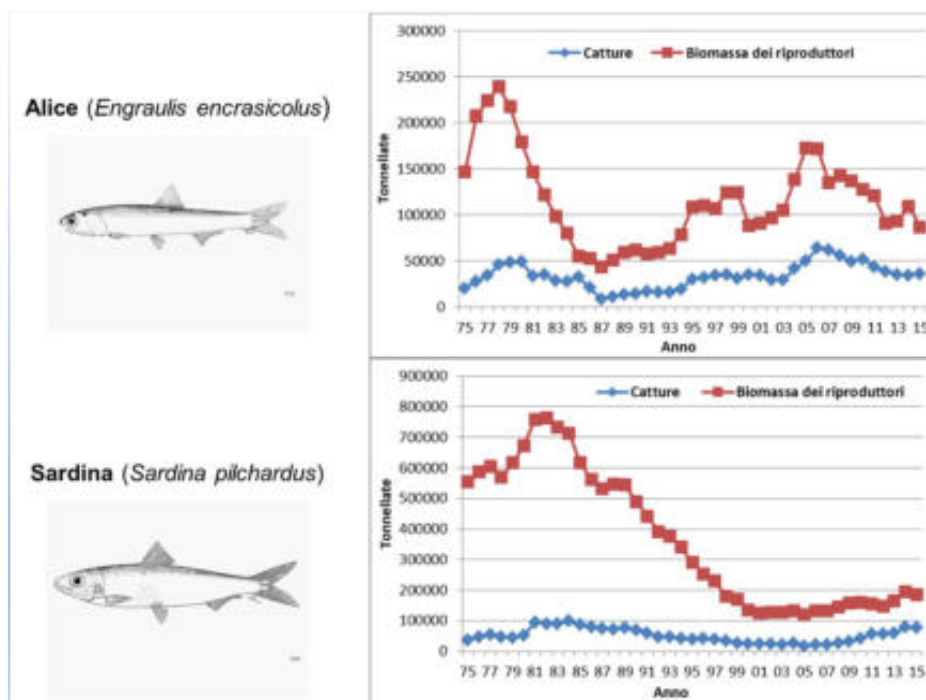 Alice (Engraulis encrasicolus)
300000
250000
200000
150000
100000
50000
0
Tonnellate
Catture Biomassa dei riproduttori
75 77 79 81 83 85 87 89 91 93 95 97 99 01 03 05 07 09 11 13 15
Anno
Sardina (Sardina pilchardus)
900000
800000
700000
600000
500000
400000
300000
200000
100000
0
Tonnellate
Catture Biomassa dei riproduttori
75 77 79 81 83 85 87 89 91 93 95 97 99 01 03 05 07 09 11 13 15
Anno